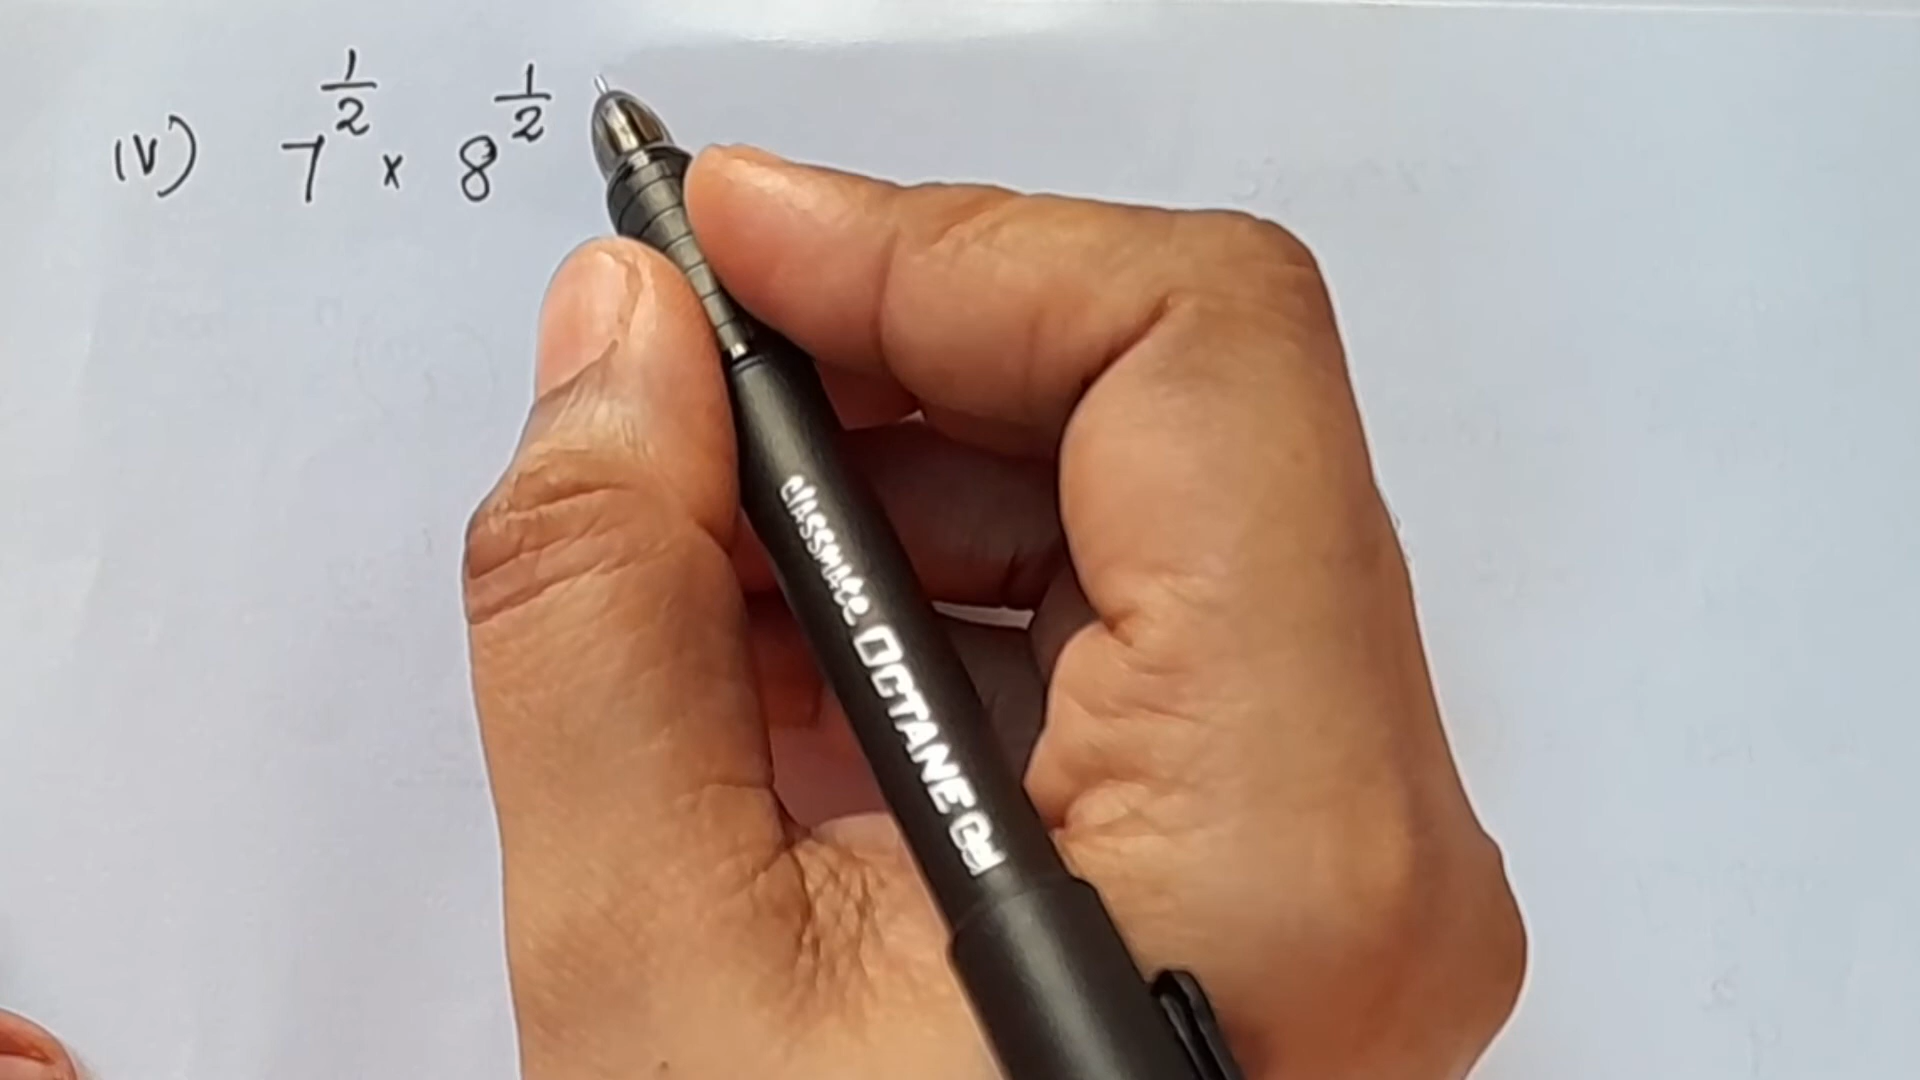 (iv) 7^{1/2} × 8^{1/2}
classmate OCTANE Gel